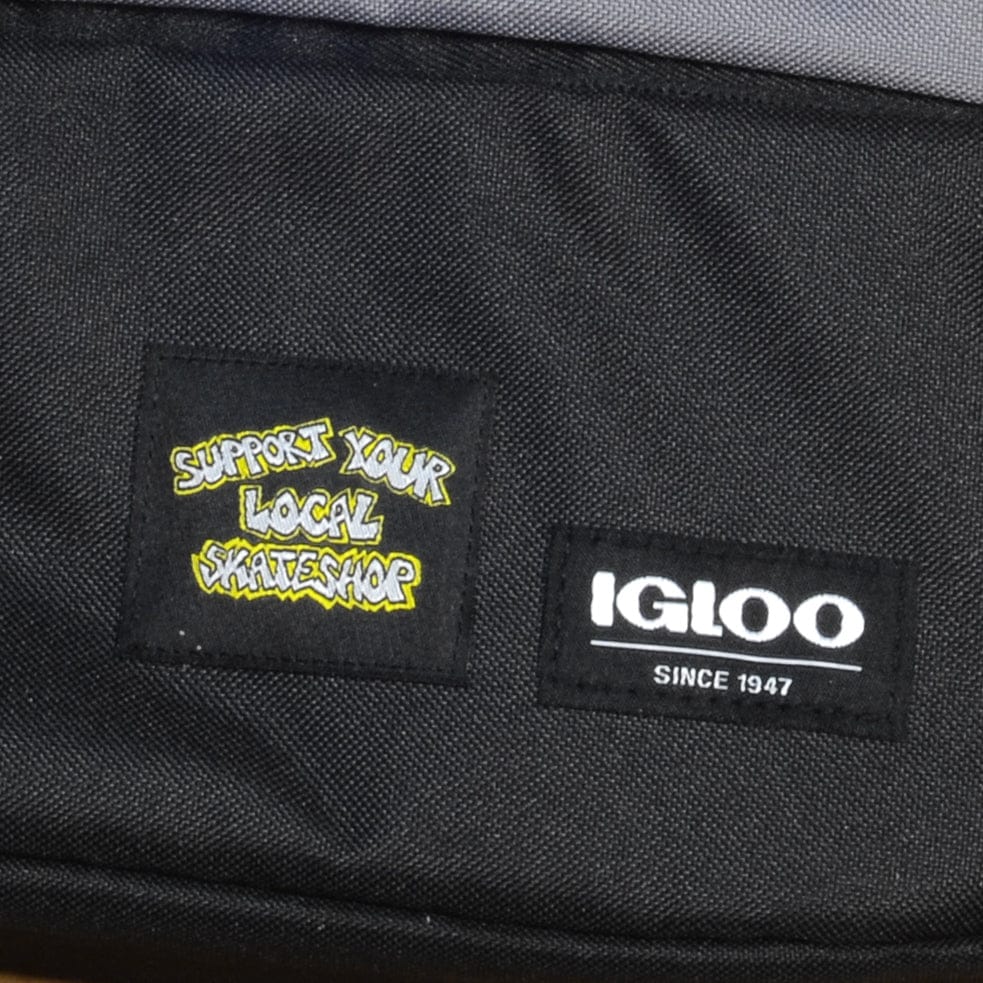 SUPPORT YOUR
LOCAL
SKATESHOP
IGLOO
SINCE 1947